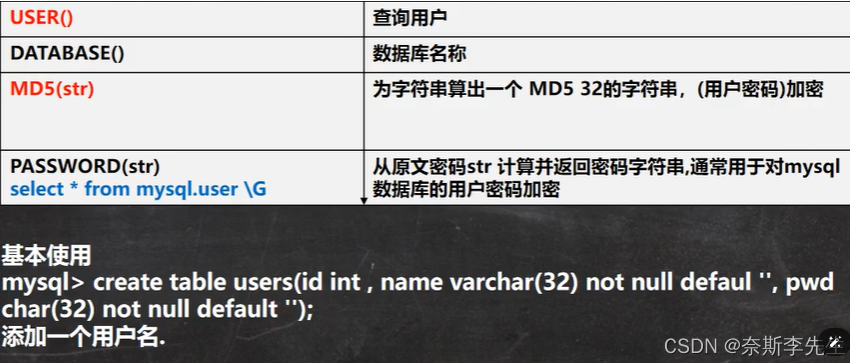 USER() 查询用户
DATABASE() 数据库名称
MD5(str) 为字符串算出一个 MD5 32的字符串，(用户密码)加密
PASSWORD(str) 从原文密码str 计算并返回密码字符串,通常用于对mysql
select * from mysql.user \G 数据库的用户密码加密
基本使用
mysql> create table users(id int , name varchar(32) not null defaul '', pwd
char(32) not null default '');
添加一个用户名.
CSDN @奈斯李先生